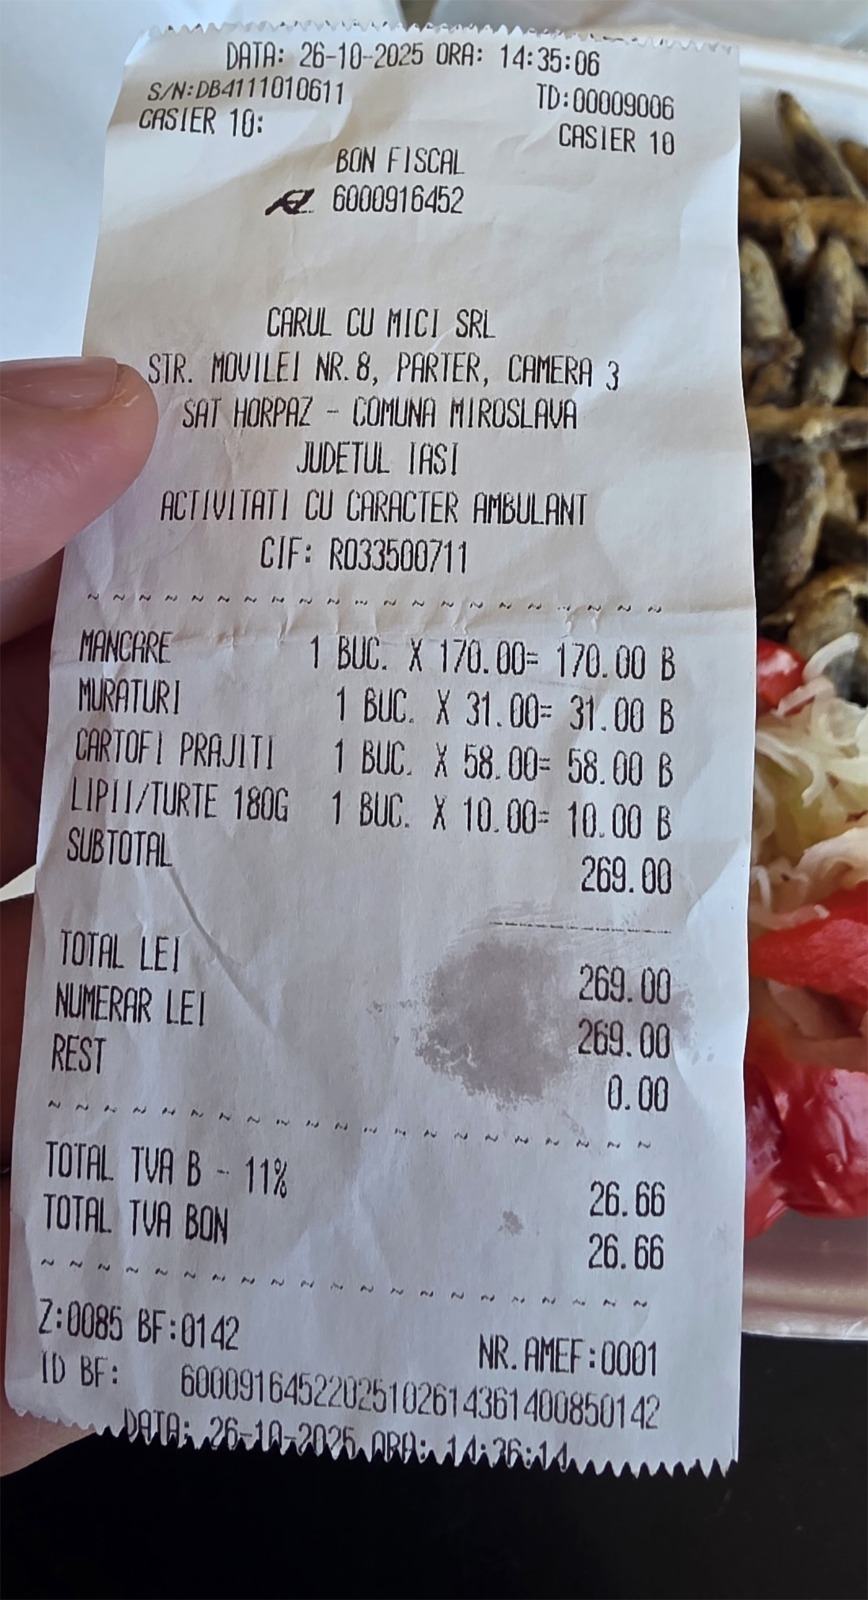 DATA: 26-10-2025 ORA: 14:35:06
S/N:DB4111010611 TD:00009006
CASIER 10: CASIER 10
BON FISCAL
6000916452
CARUL CU MICI SRL
STR. MOVILEI NR.8, PARTER, CAMERA 3
SAT HORPAZ - COMUNA MIROSLAVA
JUDETUL IASI
ACTIVITATI CU CARACTER AMBULANT
CIF: RO33500711
MANCARE 1 BUC. X 170.00= 170.00 B
MURATURI 1 BUC. X 31.00= 31.00 B
CARTOFI PRAJITI 1 BUC. X 58.00= 58.00 B
LIPII/TURTE 180G 1 BUC. X 10.00= 10.00 B
SUBTOTAL 269.00
TOTAL LEI 269.00
NUMERAR LEI 269.00
REST 0.00
TOTAL TVA B - 11% 26.66
TOTAL TVA BON 26.66
Z:0085 BF:0142 NR.AMEF:0001
ID BF: 60009164522025102614361400850142
DATA: 26-10-2025 ORA: 14:36:14